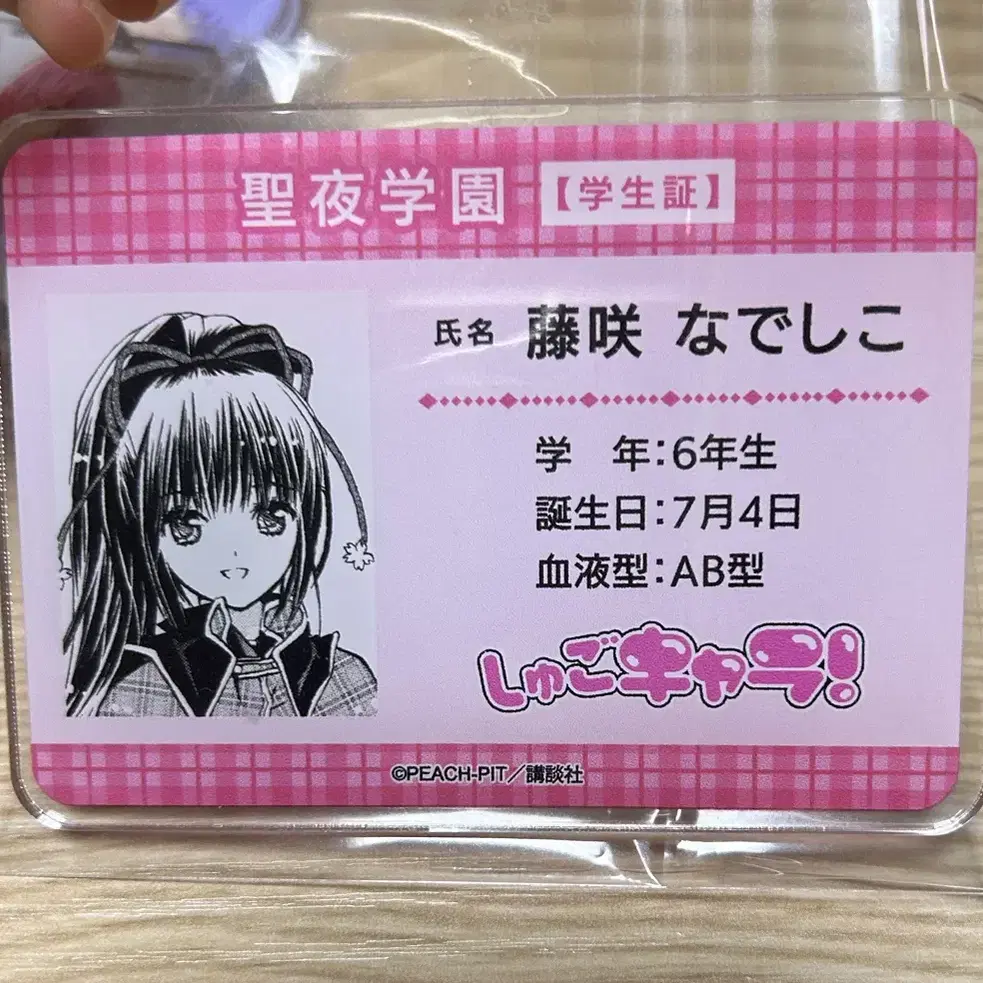 聖夜学園 【学生証】
氏名 藤咲 なでしこ
学 年:6年生
誕生日:7月4日
血液型:AB型
しゅごキャラ!
©PEACH-PIT/講談社